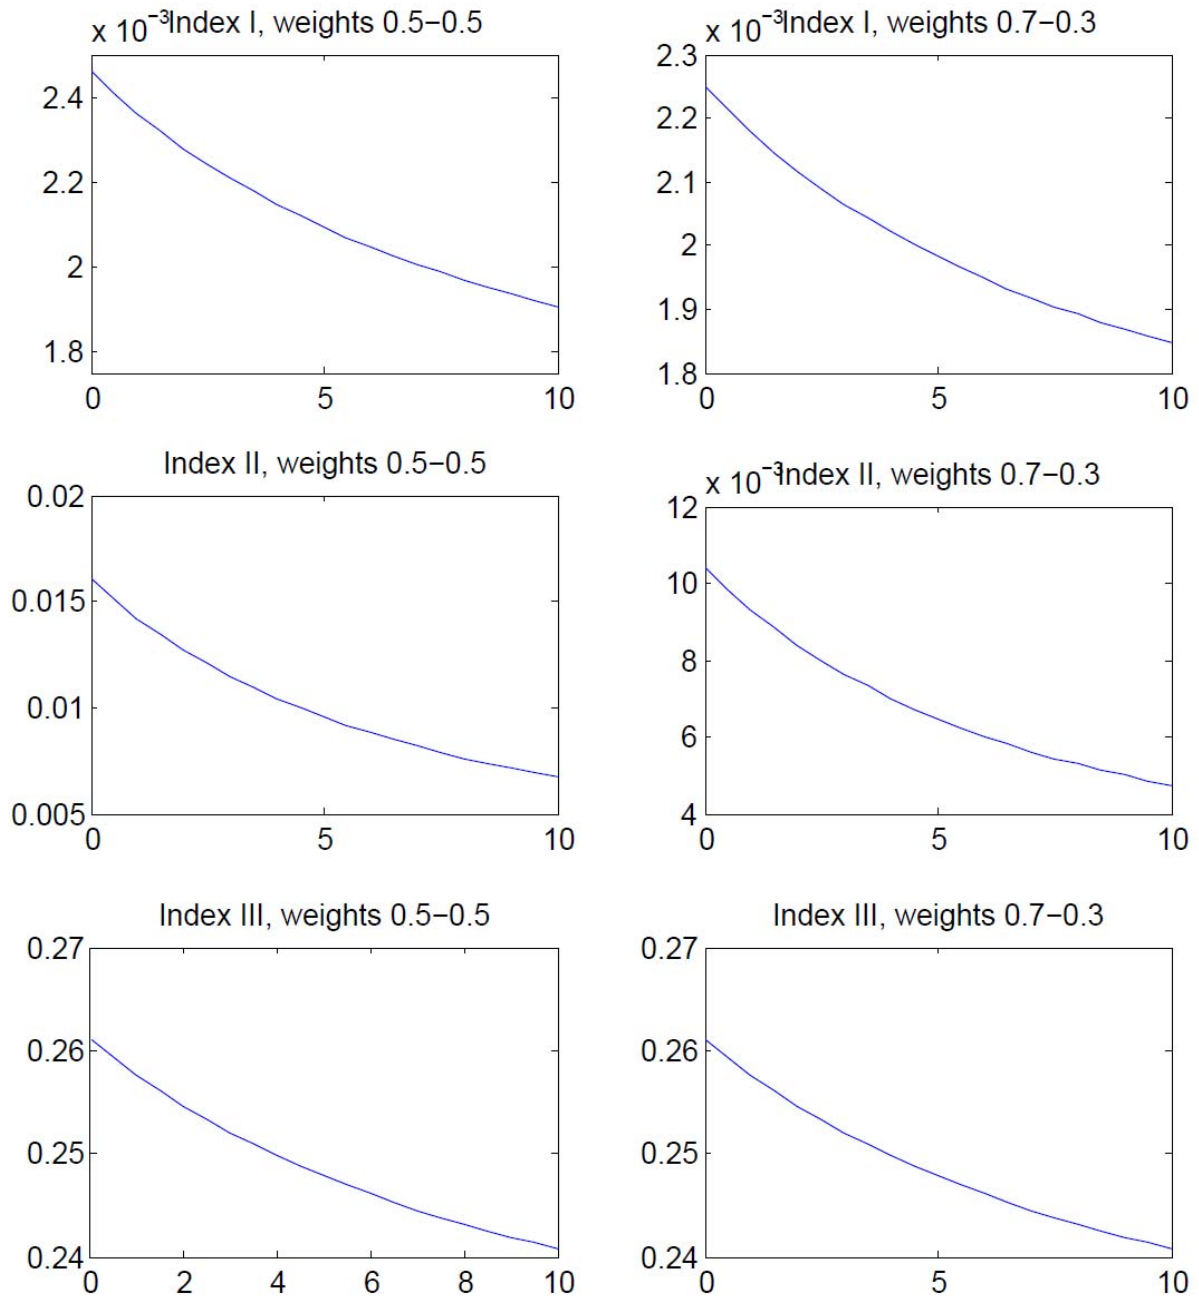 x 10⁻³Index I, weights 0.5−0.5
2.4
2.2
2
1.8
0 5 10
x 10⁻³Index I, weights 0.7−0.3
2.3
2.2
2.1
2
1.9
1.8
0 5 10
Index II, weights 0.5−0.5
0.02
0.015
0.01
0.005
0 5 10
x 10⁻³Index II, weights 0.7−0.3
12
10
8
6
4
0 5 10
Index III, weights 0.5−0.5
0.27
0.26
0.25
0.24
0 2 4 6 8 10
Index III, weights 0.7−0.3
0.27
0.26
0.25
0.24
0 5 10